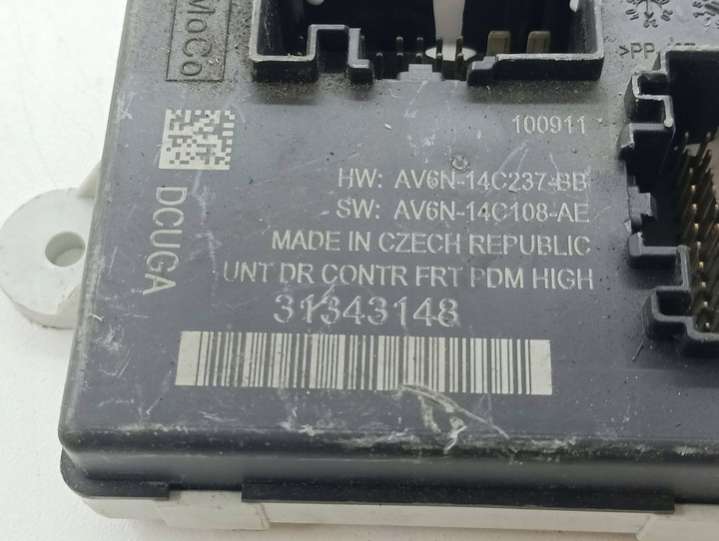 MoCo
100911
HW: AV6N-14C237-BB
SW: AV6N-14C108-AE
MADE IN CZECH REPUBLIC
UNT DR CONTR FRT PDM HIGH
31343148
DCUGA